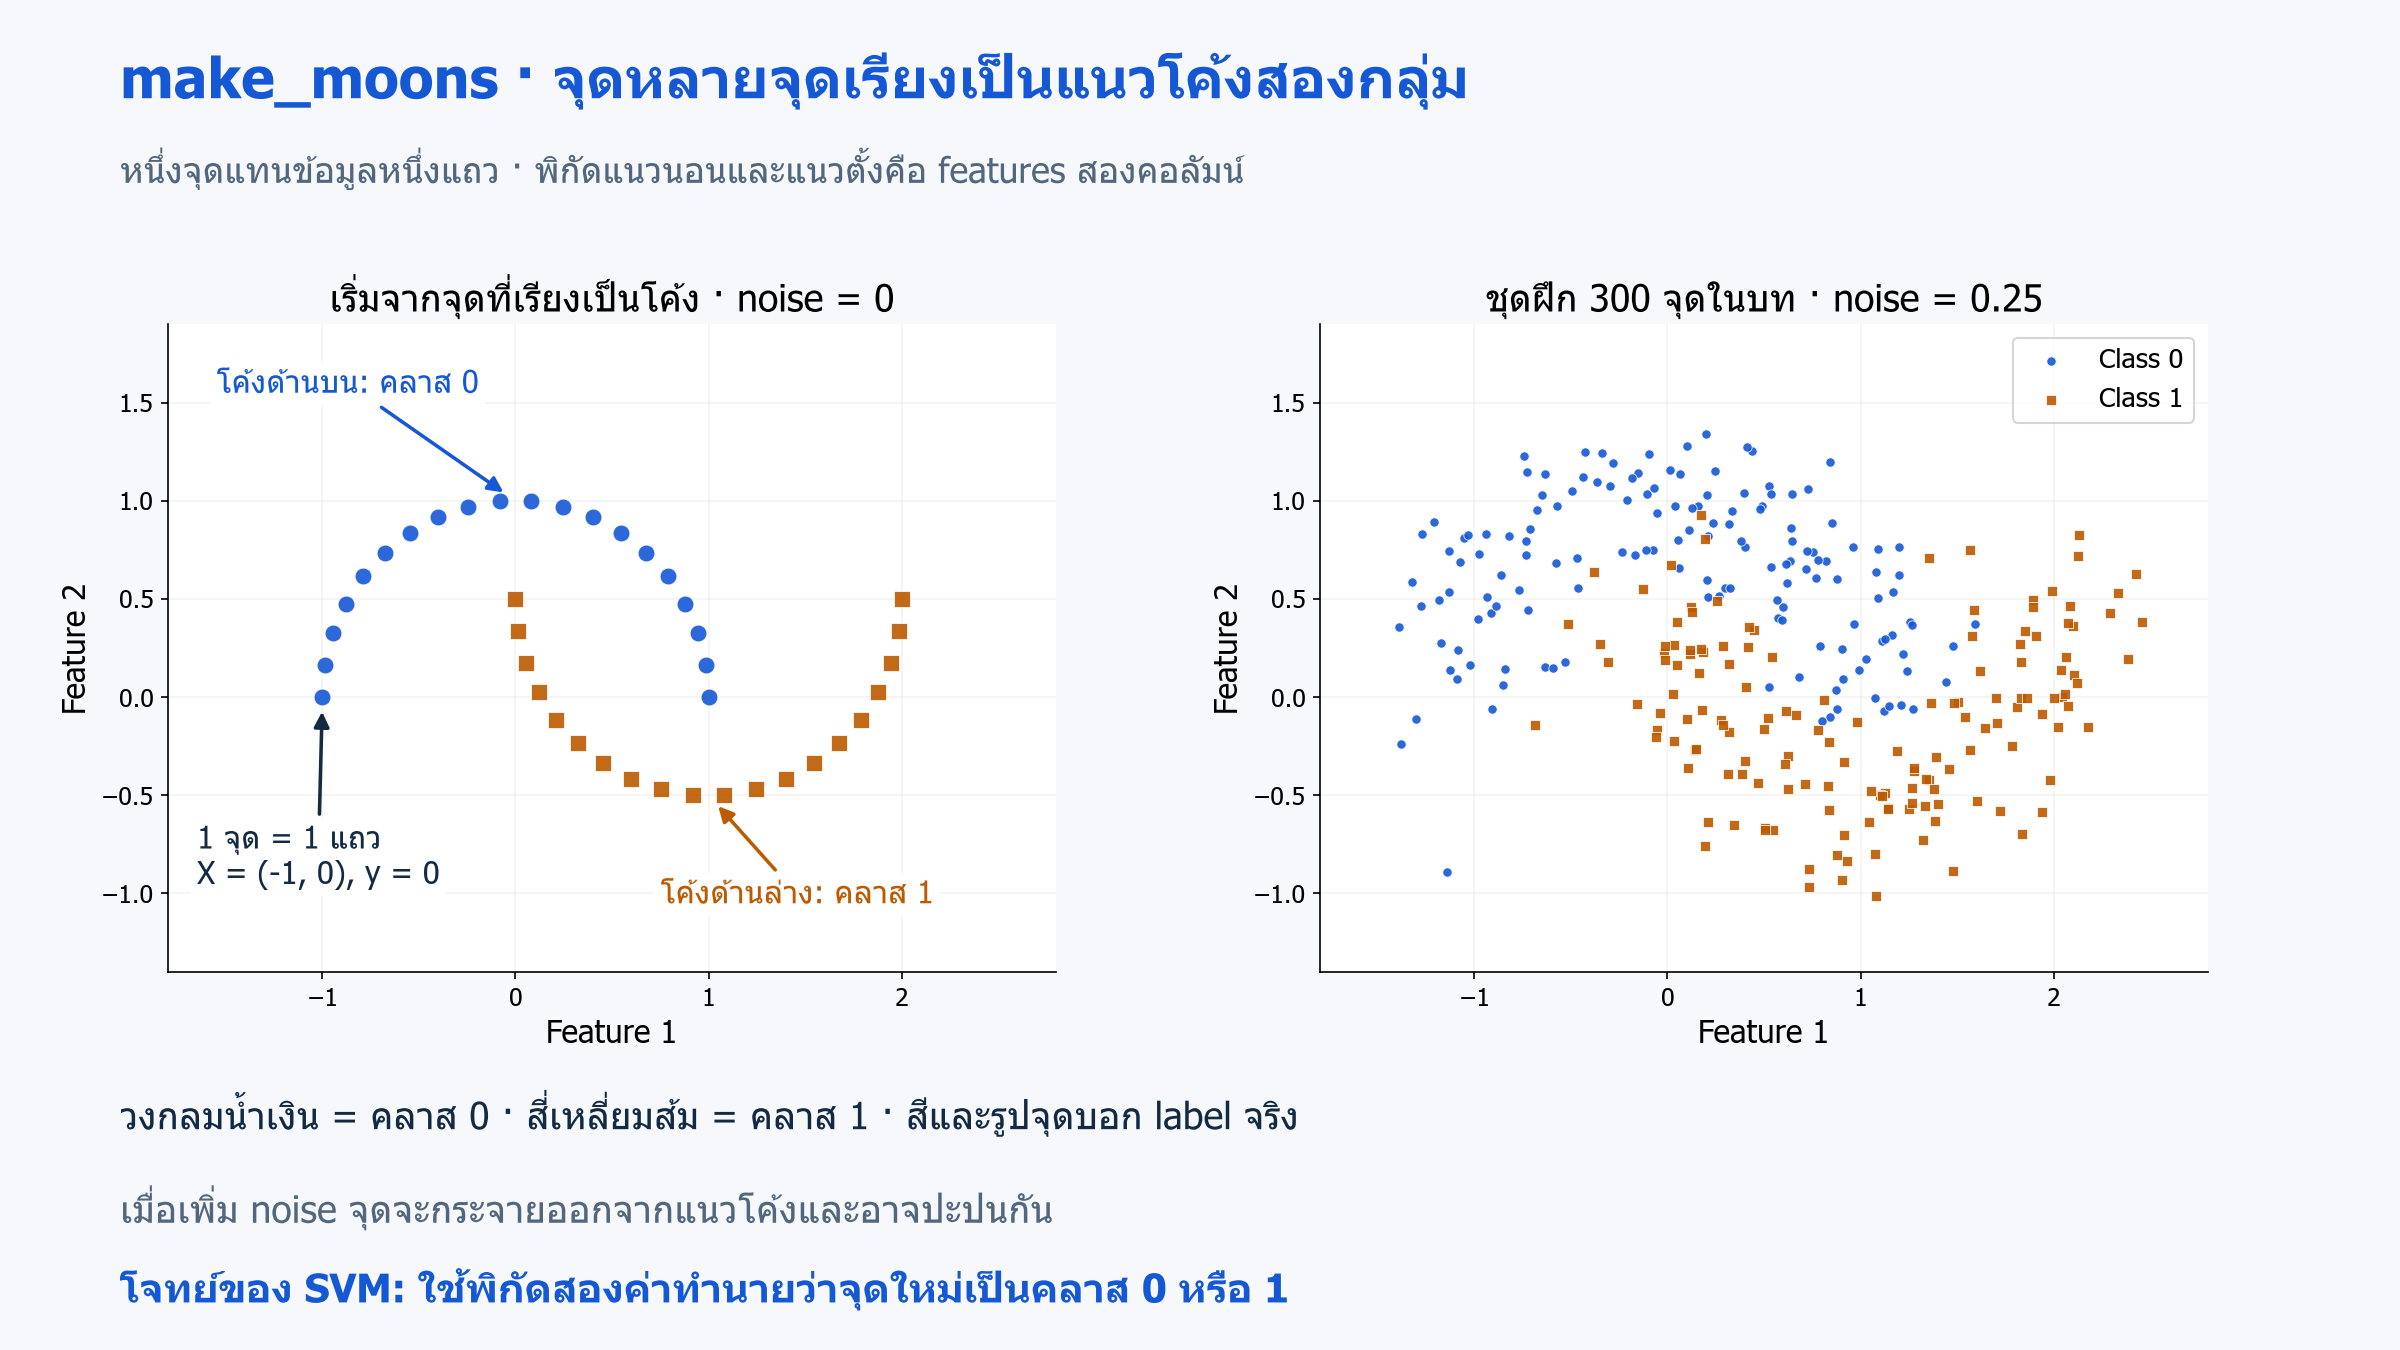 make_moons · จุดหลายจุดเรียงเป็นแนวโค้งสองกลุ่ม
หนึ่งจุดแทนข้อมูลหนึ่งแถว · พิกัดแนวนอนและแนวตั้งคือ features สองคอลัมน์
เริ่มจากจุดที่เรียงเป็นโค้ง · noise = 0
โค้งด้านบน: คลาส 0
1.5
1.0
0.5
0.0
−0.5
−1.0
Feature 2
1 จุด = 1 แถว
X = (-1, 0), y = 0
โค้งด้านล่าง: คลาส 1
−1
0
1
2
Feature 1
ชุดฝึก 300 จุดในบท · noise = 0.25
Class 0
Class 1
1.5
1.0
0.5
0.0
−0.5
−1.0
Feature 2
−1
0
1
2
Feature 1
วงกลมน้ำเงิน = คลาส 0 · สี่เหลี่ยมส้ม = คลาส 1 · สีและรูปจุดบอก label จริง
เมื่อเพิ่ม noise จุดจะกระจายออกจากแนวโค้งและอาจปะปนกัน
โจทย์ของ SVM: ใช้พิกัดสองค่าทำนายว่าจุดใหม่เป็นคลาส 0 หรือ 1